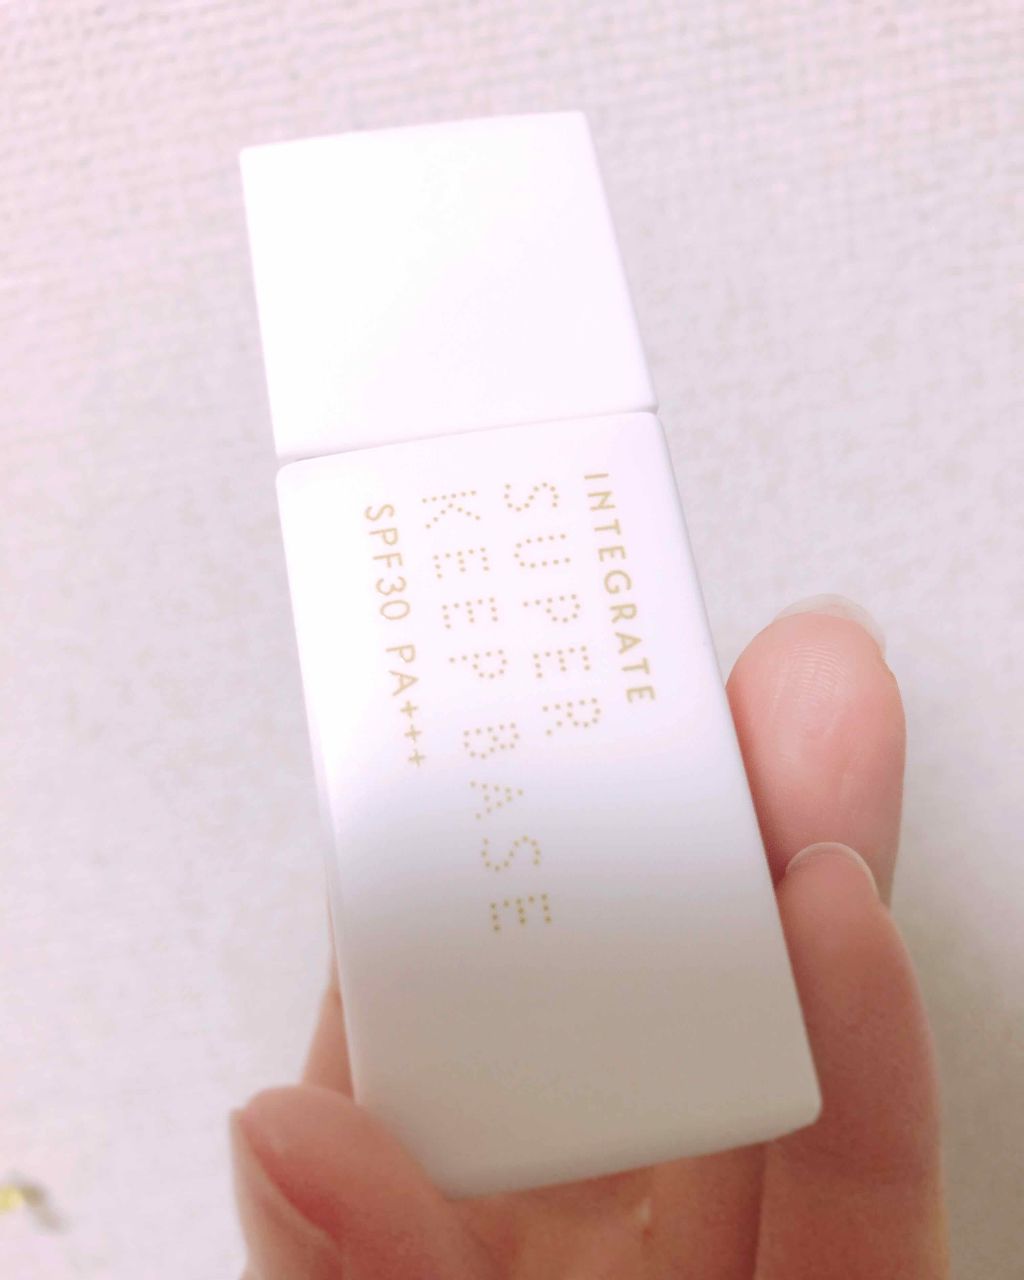 INTEGRATE
SUPER
KEEP BASE
SPF30 PA+++